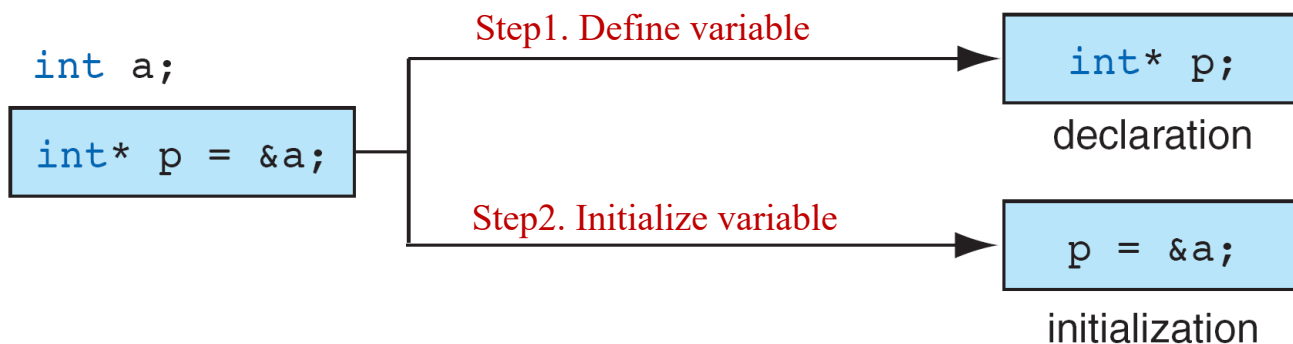 Step1. Define variable
int a;
int* p;
declaration
int* p = &a;
Step2. Initialize variable
p = &a;
initialization